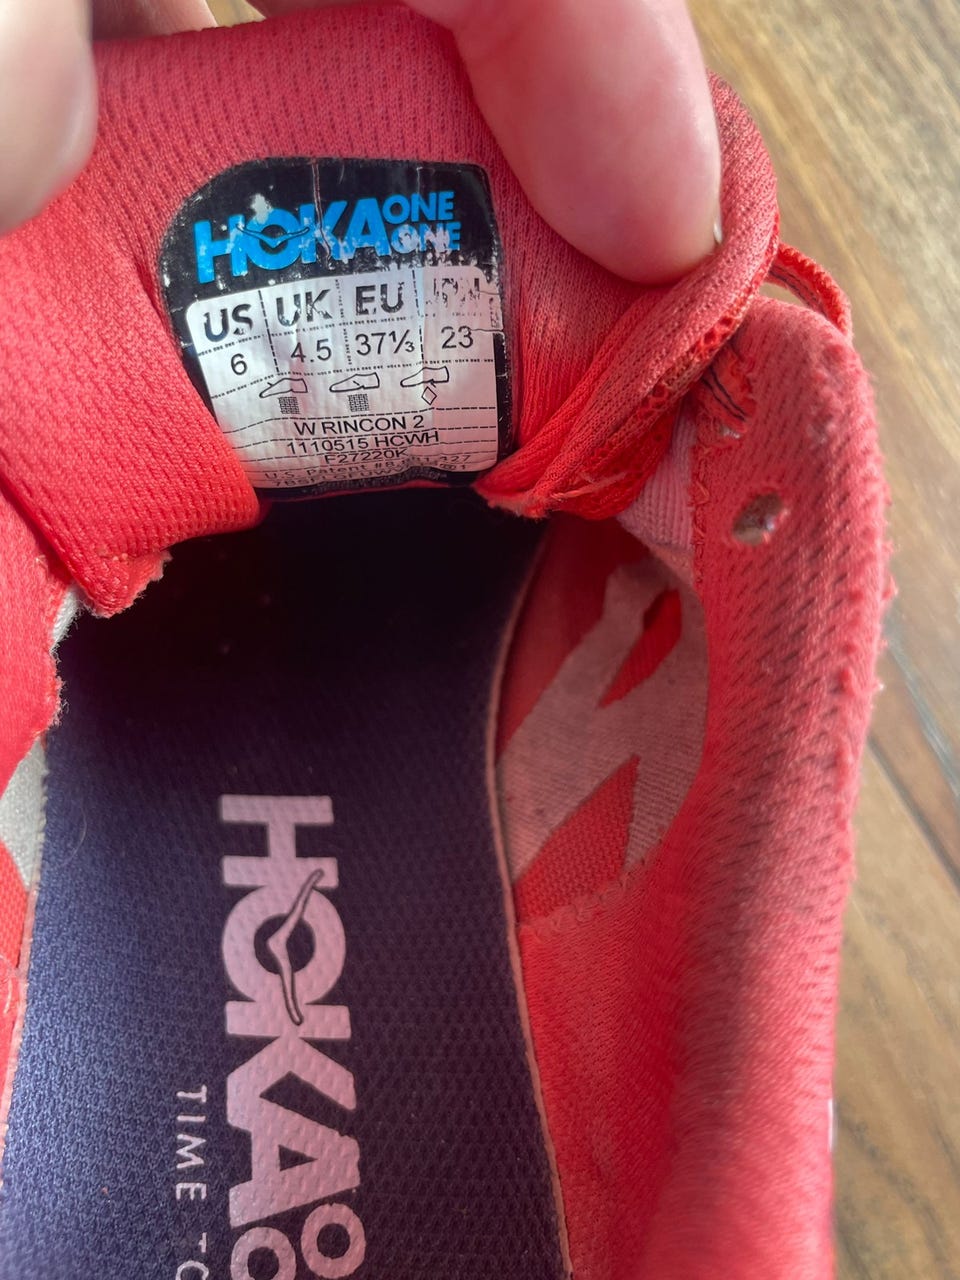 HOKA ONE ONE
US UK EU
6 4.5 37⅓ 23
W RINCON 2
1110515 HCWH
F27220K
U.S. Patent
HOKA
TIME